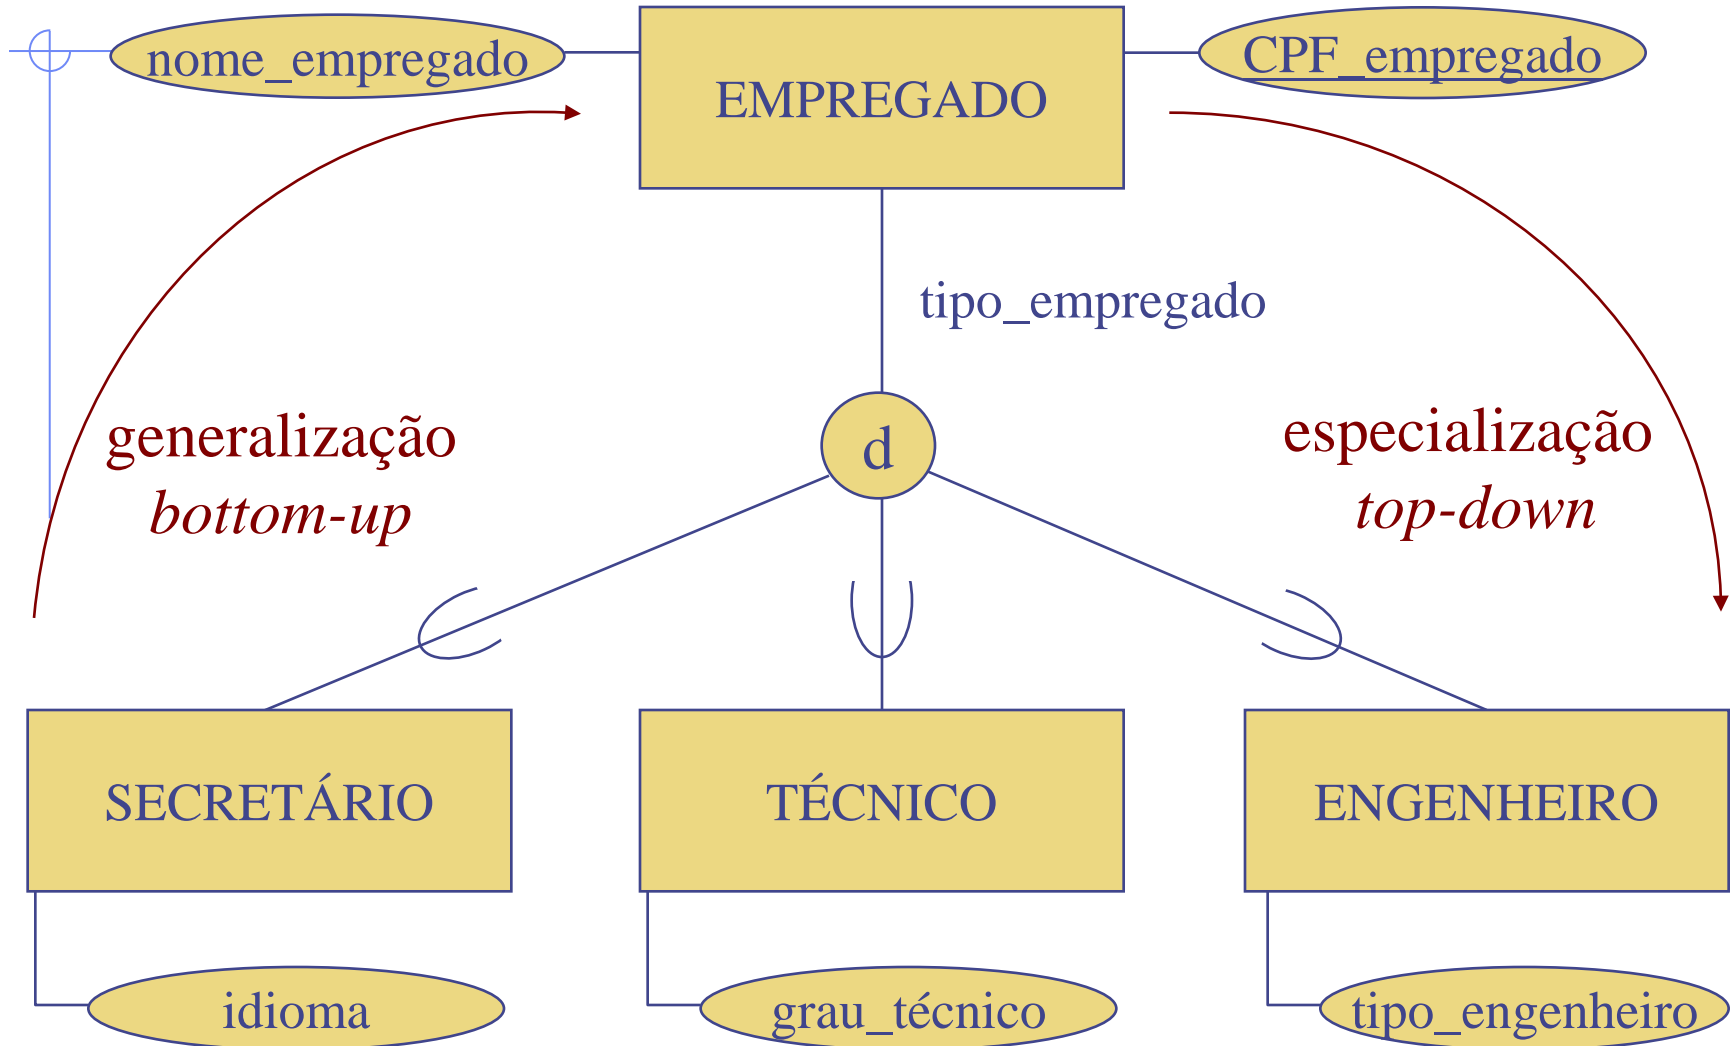 nome_empregado
CPF_empregado
EMPREGADO
tipo_empregado
generalização
bottom-up
d
especialização
top-down
SECRETÁRIO
TÉCNICO
ENGENHEIRO
idioma
grau_técnico
tipo_engenheiro